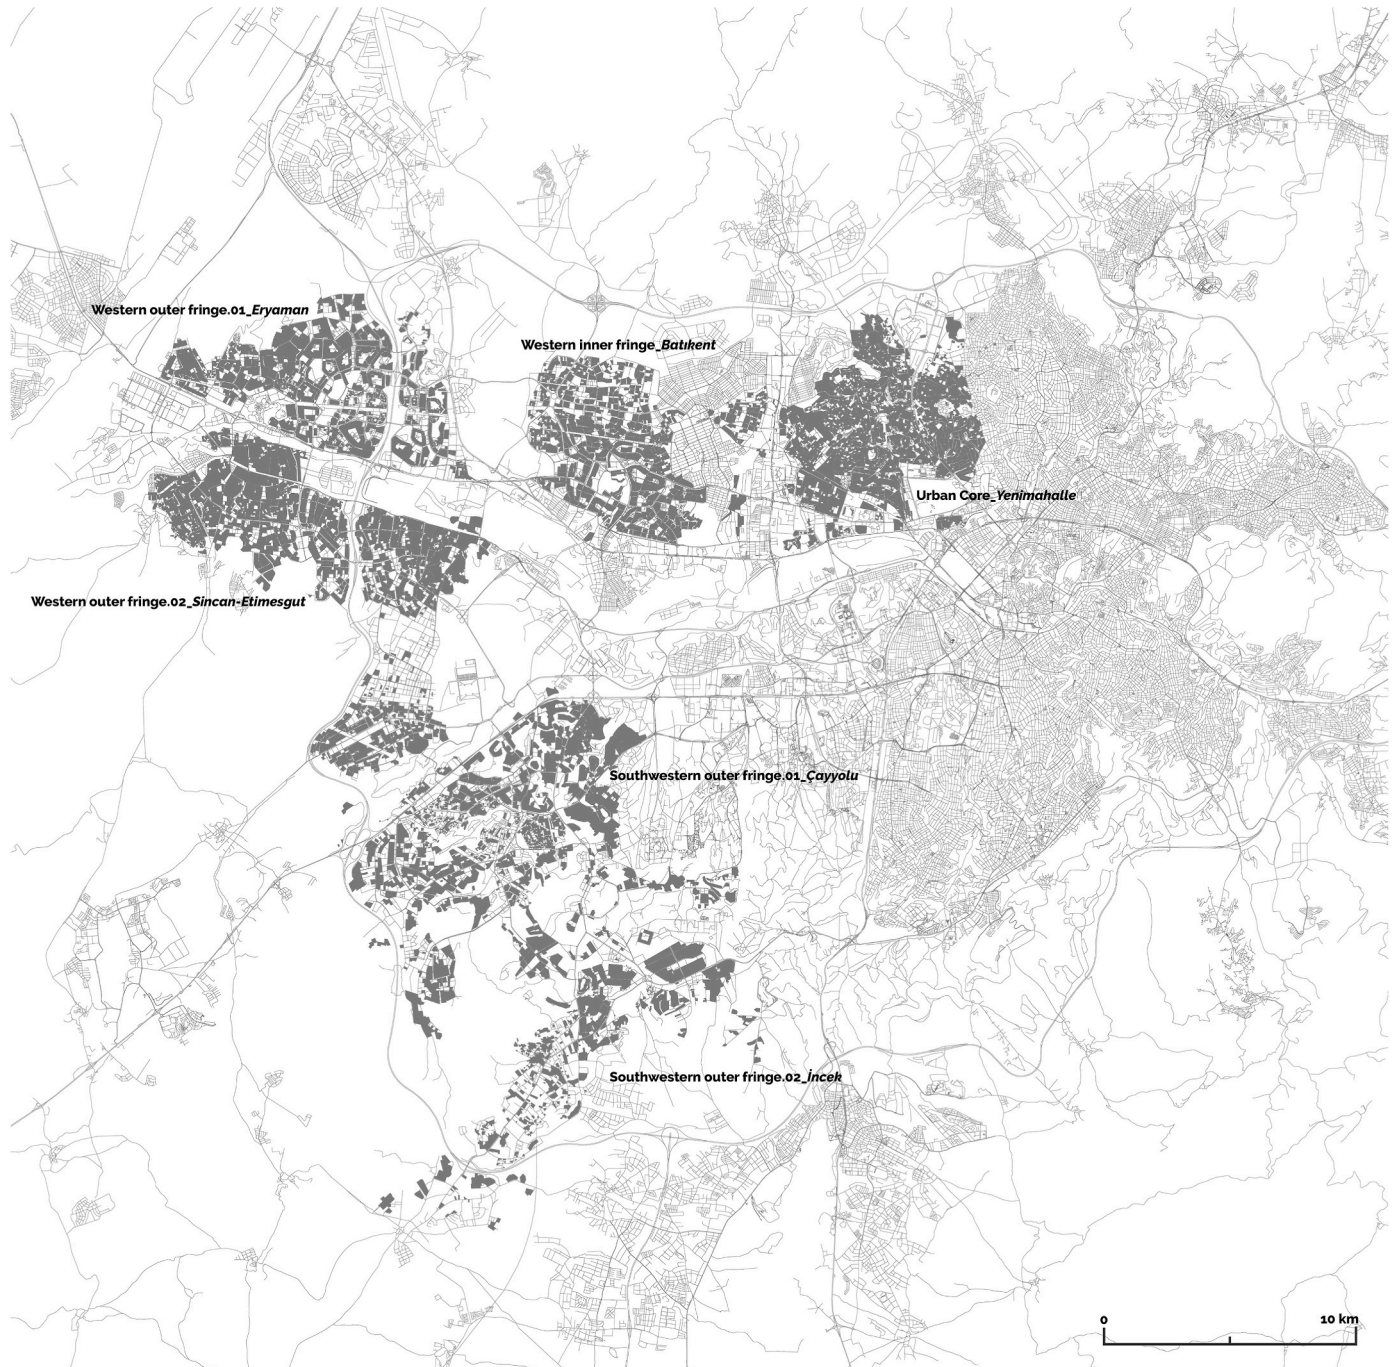 Western outer fringe.01_Eryaman
Western inner fringe_Batıkent
Urban Core_Yenimahalle
Western outer fringe.02_Sincan-Etimesgut
Southwestern outer fringe.01_Çayyolu
Southwestern outer fringe.02_İncek
0 10 km